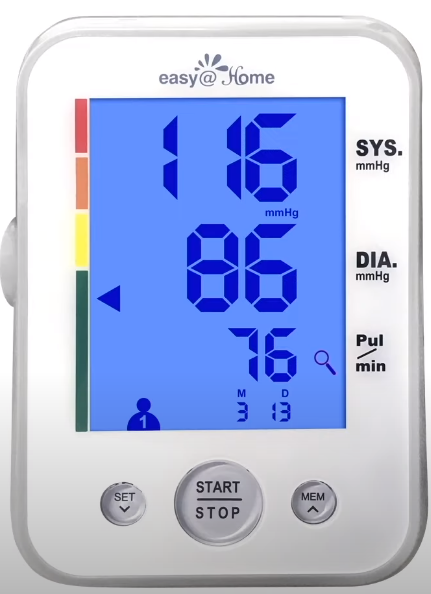 easy@Home
116
SYS.
mmHg
mmHg
86
DIA.
mmHg
76
Pul
min
M D
3 13
1
SET
START
STOP
MEM